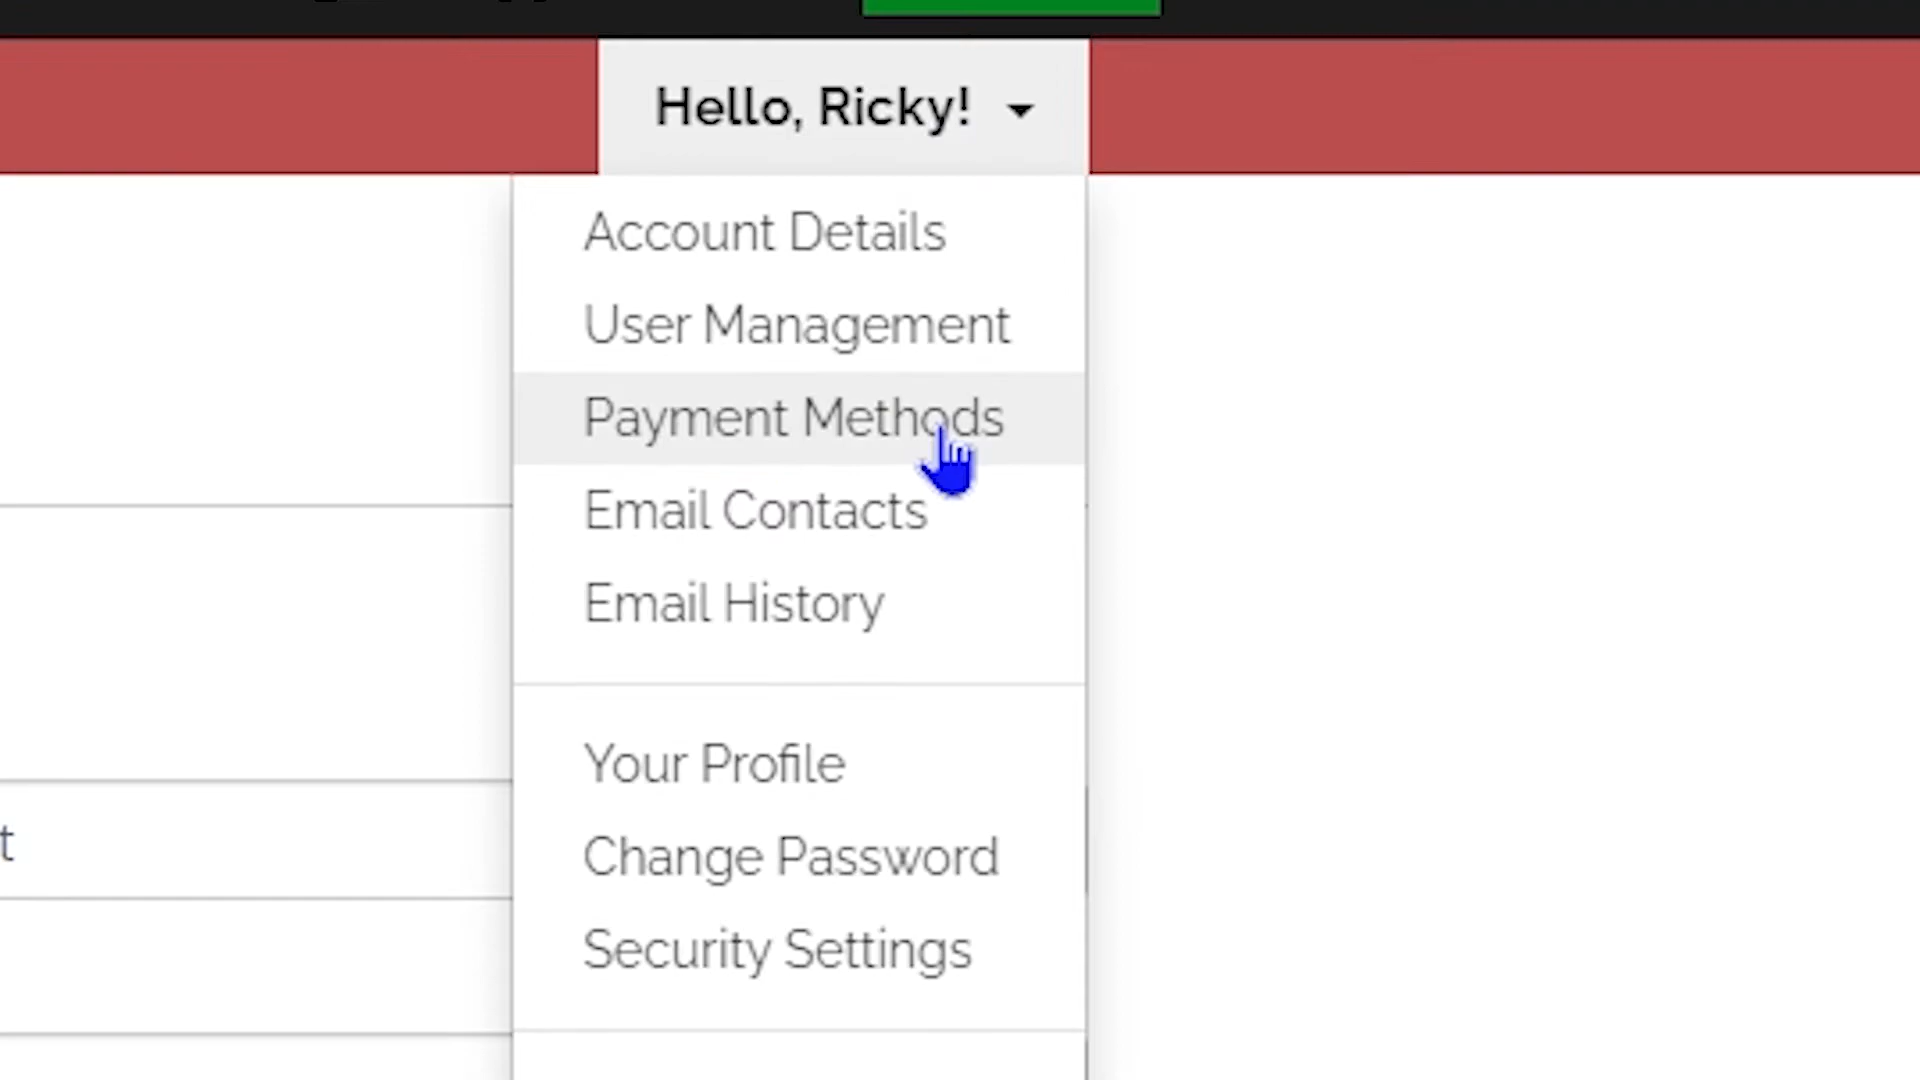 Hello, Ricky!
Account Details
User Management
Payment Methods
Email Contacts
Email History
Your Profile
t
Change Password
Security Settings